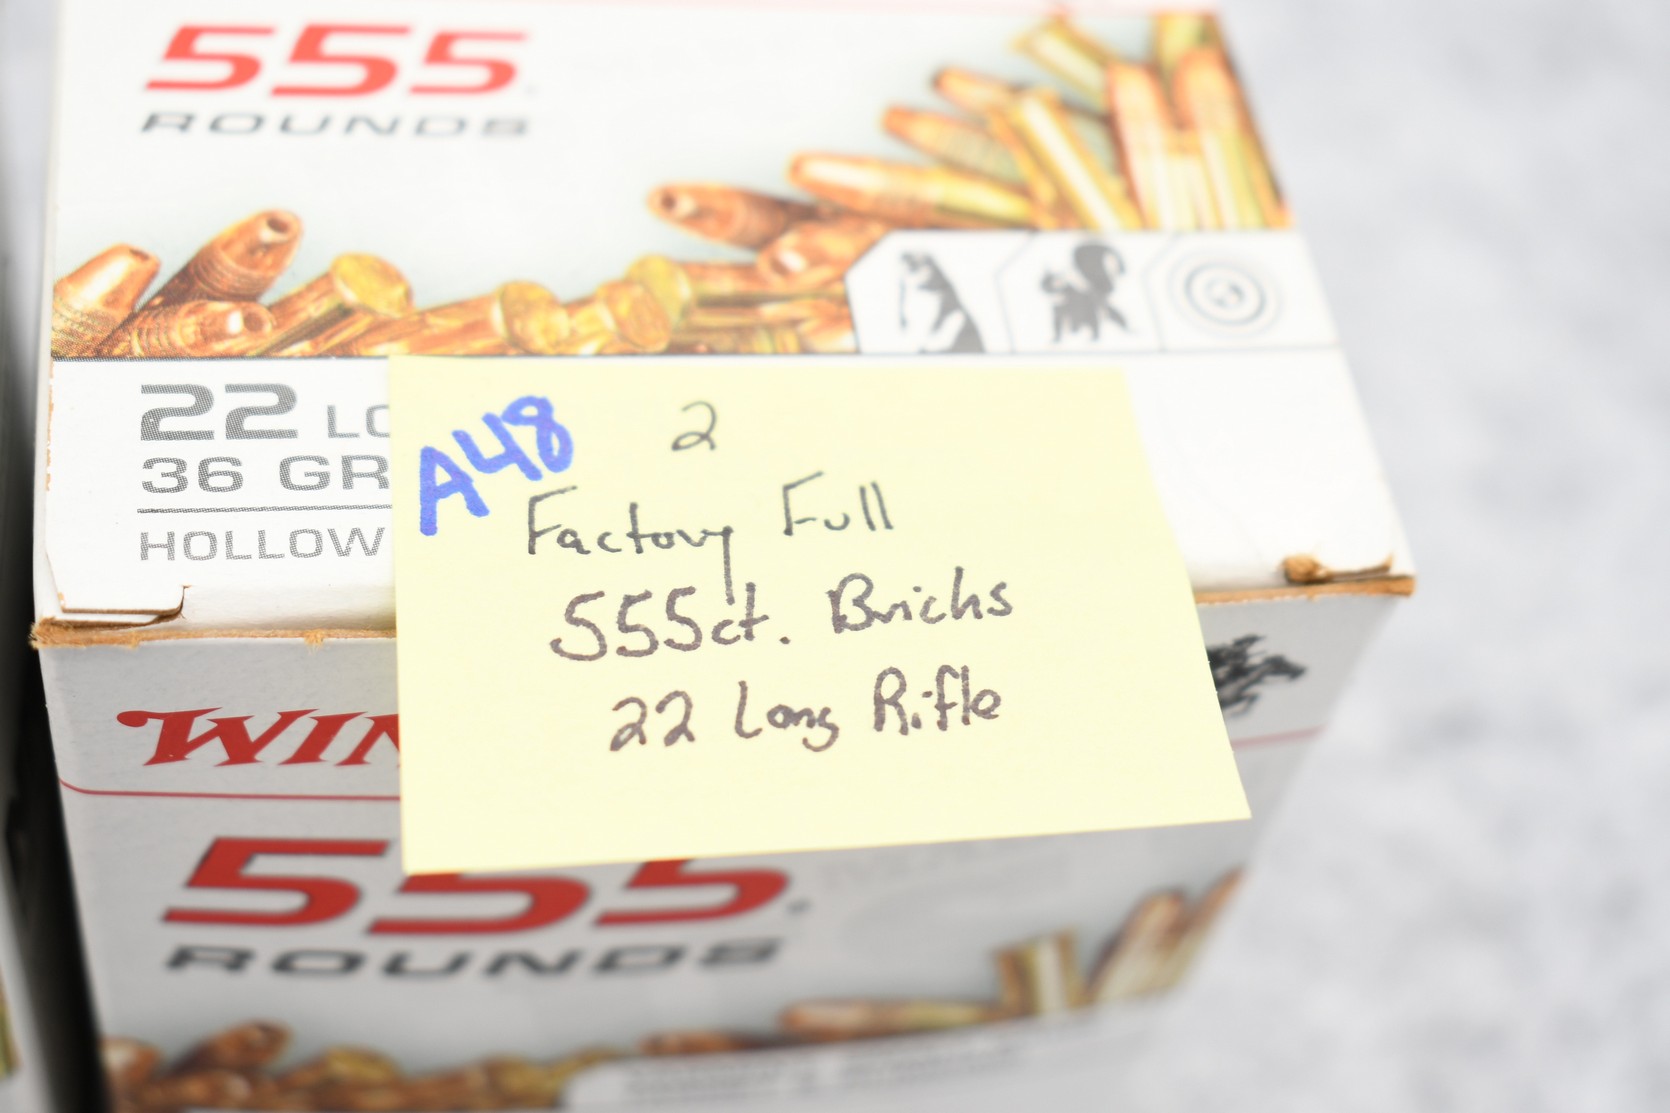 555
ROUNDS
22 LO
36 GR
HOLLOW
A48
2
Factory Full
555ct. Bricks
22 Long Rifle
WIN
555
ROUNDS